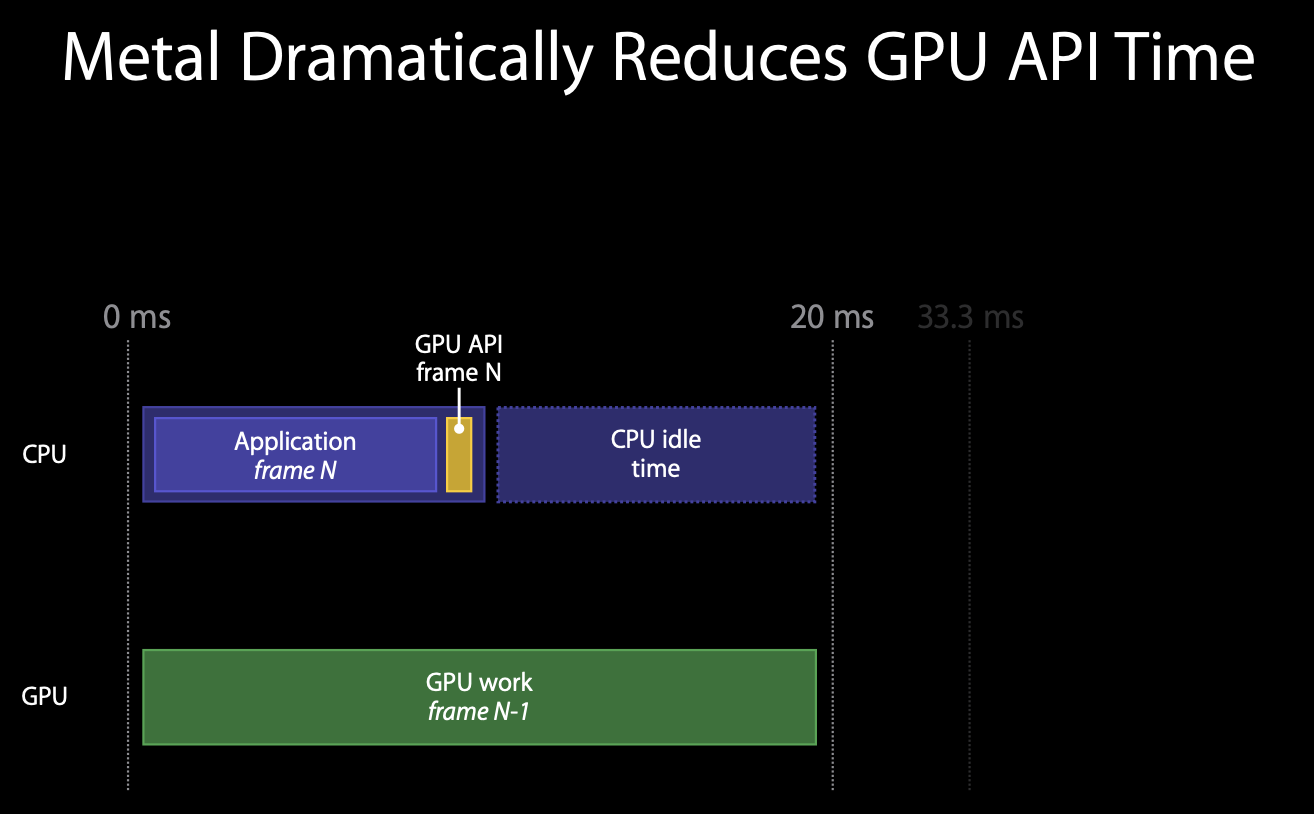 Metal Dramatically Reduces GPU API Time
0 ms
20 ms
33.3 ms
GPU API
frame N
CPU
Application
frame N
CPU idle
time
GPU
GPU work
frame N-1